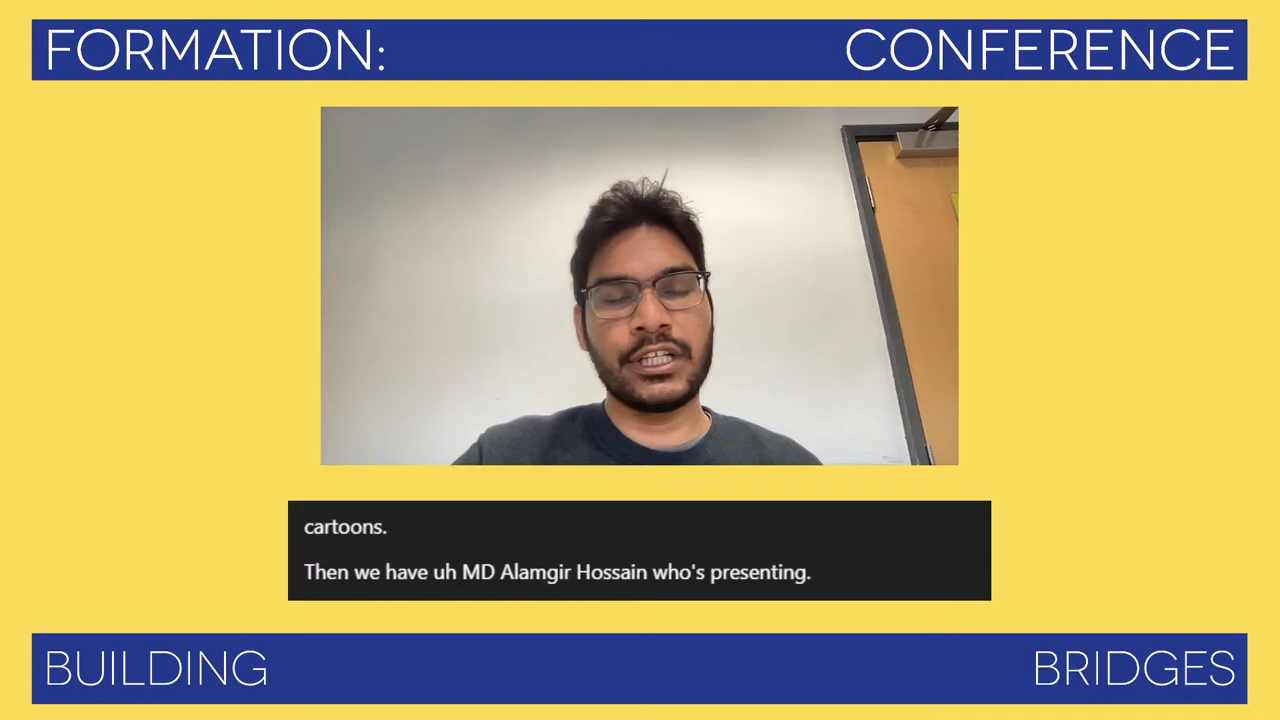 FORMATION: CONFERENCE
cartoons.
Then we have uh MD Alamgir Hossain who's presenting.
BUILDING BRIDGES